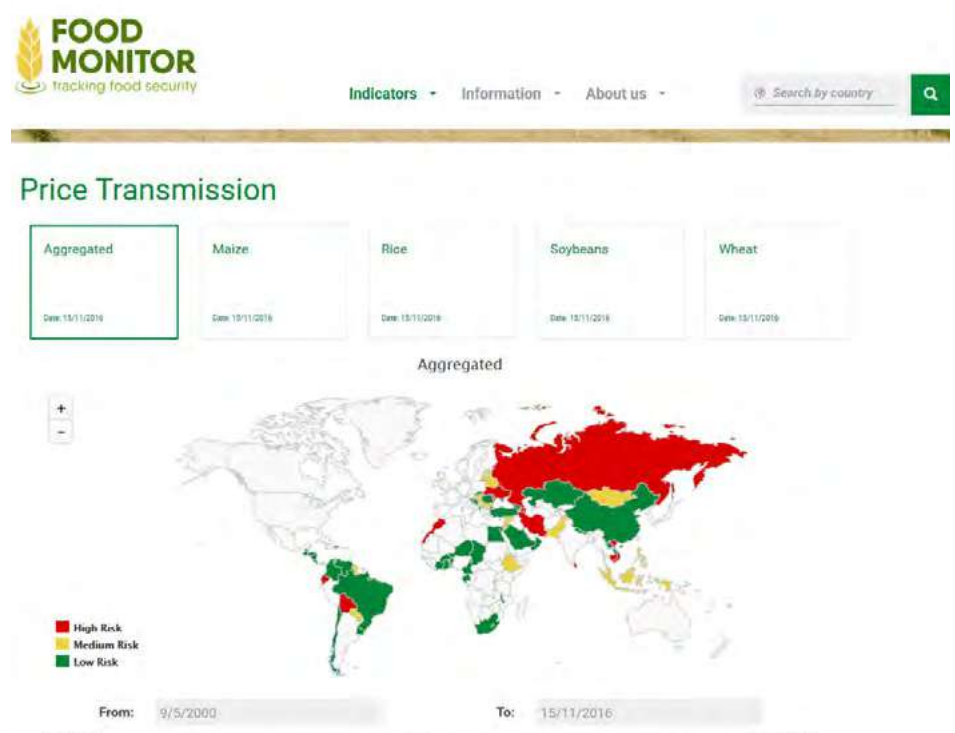 FOOD
MONITOR
tracking food security
Indicators Information About us Search by country
Price Transmission
Aggregated Maize Rice Soybeans Wheat
Date: 15/11/2016 Date: 15/11/2016 Date: 15/11/2016 Date: 15/11/2016 Date: 15/11/2016
Aggregated
+
-
High Risk
Medium Risk
Low Risk
From: 9/5/2000 To: 15/11/2016